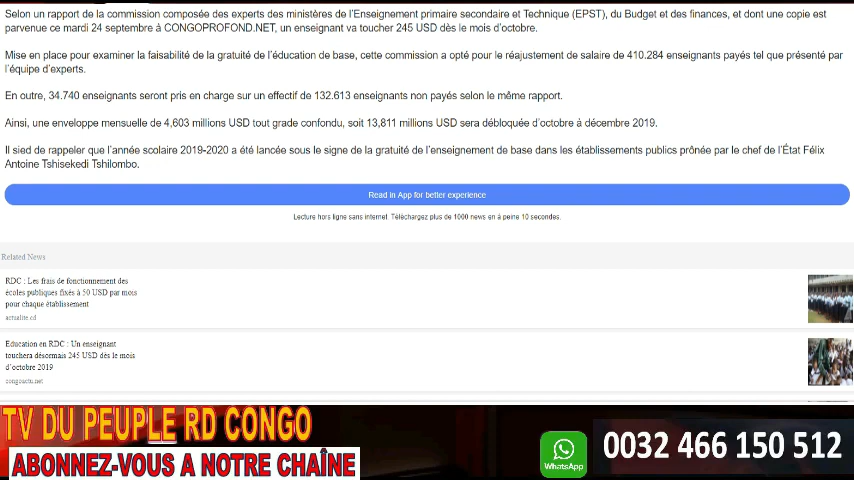 Selon un rapport de la commission composée des experts des ministères de l'Enseignement primaire secondaire et Technique (EPST), du Budget et des finances, et dont une copie est
parvenue ce mardi 24 septembre à CONGOPROFOND.NET, un enseignant va toucher 245 USD dès le mois d'octobre.
Mise en place pour examiner la faisabilité de la gratuité de l'éducation de base, cette commission a opté pour le réajustement de salaire de 410.284 enseignants payés tel que présenté par
l'équipe d'experts.
En outre, 34.740 enseignants seront pris en charge sur un effectif de 132.613 enseignants non payés selon le même rapport.
Ainsi, une enveloppe mensuelle de 4,603 millions USD tout grade confondu, soit 13,811 millions USD sera débloquée d'octobre à décembre 2019.
Il sied de rappeler que l'année scolaire 2019-2020 a été lancée sous le signe de la gratuité de l'enseignement de base dans les établissements publics prônée par le chef de l'État Félix
Antoine Tshisekedi Tshilombo.
Read in App for better experience
Lecture hors ligne sans internet. Téléchargez plus de 1000 news en à peine 10 secondes.
Related News
RDC : Les frais de fonctionnement des
écoles publiques fixés à 50 USD par mois
pour chaque établissement
actualite.cd
Education en RDC : Un enseignant
touchera désormais 245 USD dès le mois
d'octobre 2019
congoactu.net
TV DU PEUPLE RD CONGO
ABONNEZ-VOUS A NOTRE CHAÎNE
WhatsApp
0032 466 150 512